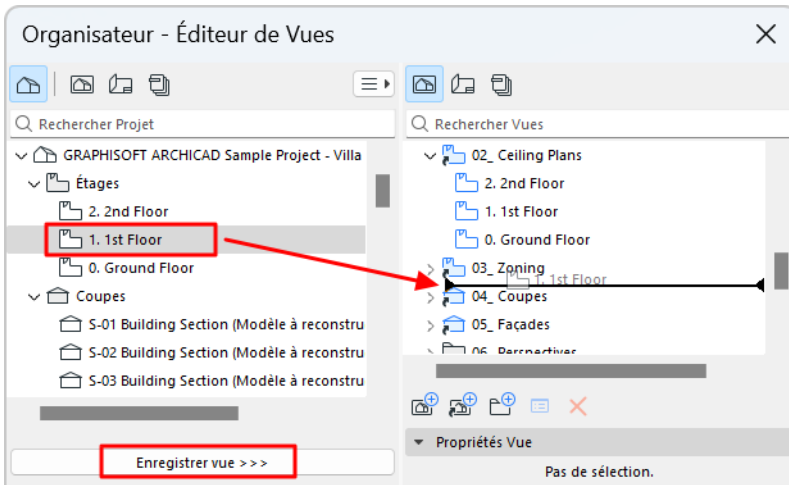 Organisateur - Éditeur de Vues
Rechercher Projet
GRAPHISOFT ARCHICAD Sample Project - Villa
Étages
2. 2nd Floor
1. 1st Floor
0. Ground Floor
Coupes
S-01 Building Section (Modèle à reconstru
S-02 Building Section (Modèle à reconstru
S-03 Building Section (Modèle à reconstru
Enregistrer vue >>>
Rechercher Vues
02_ Ceiling Plans
2. 2nd Floor
1. 1st Floor
0. Ground Floor
03_ Zoning
1. 1st Floor
04_ Coupes
05_ Façades
06_ Perspectives
Propriétés Vue
Pas de sélection.